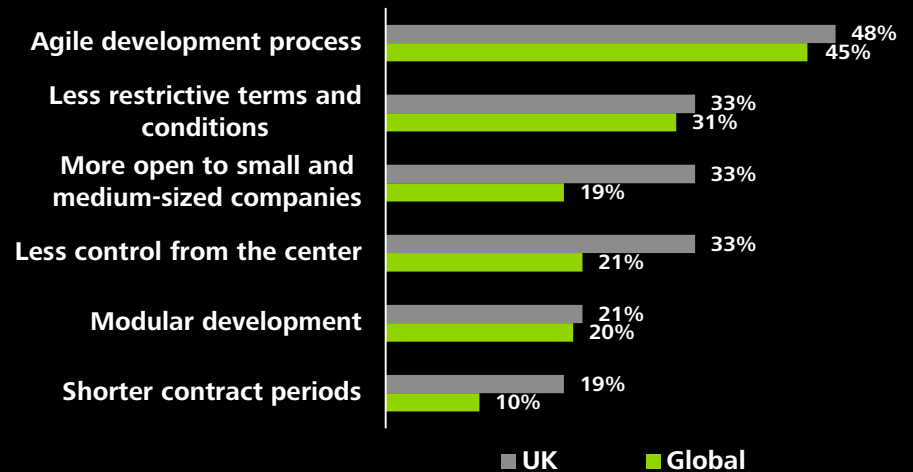 Agile development process
48%
45%
Less restrictive terms and
conditions
33%
31%
More open to small and
medium-sized companies
33%
19%
Less control from the center
33%
21%
Modular development
21%
20%
Shorter contract periods
19%
10%
UK
Global